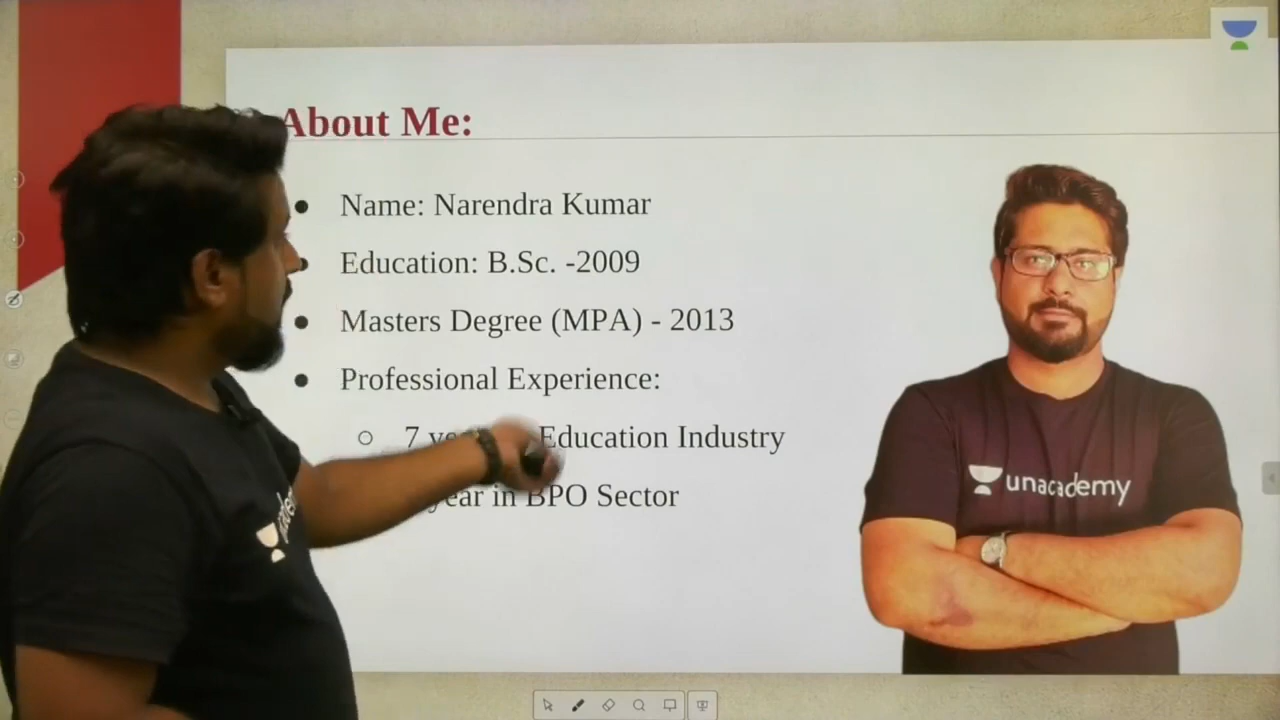 About Me:
Name: Narendra Kumar
Education: B.Sc. -2009
Masters Degree (MPA) - 2013
Professional Experience:
7 Education Industry
year in BPO Sector
unacademy